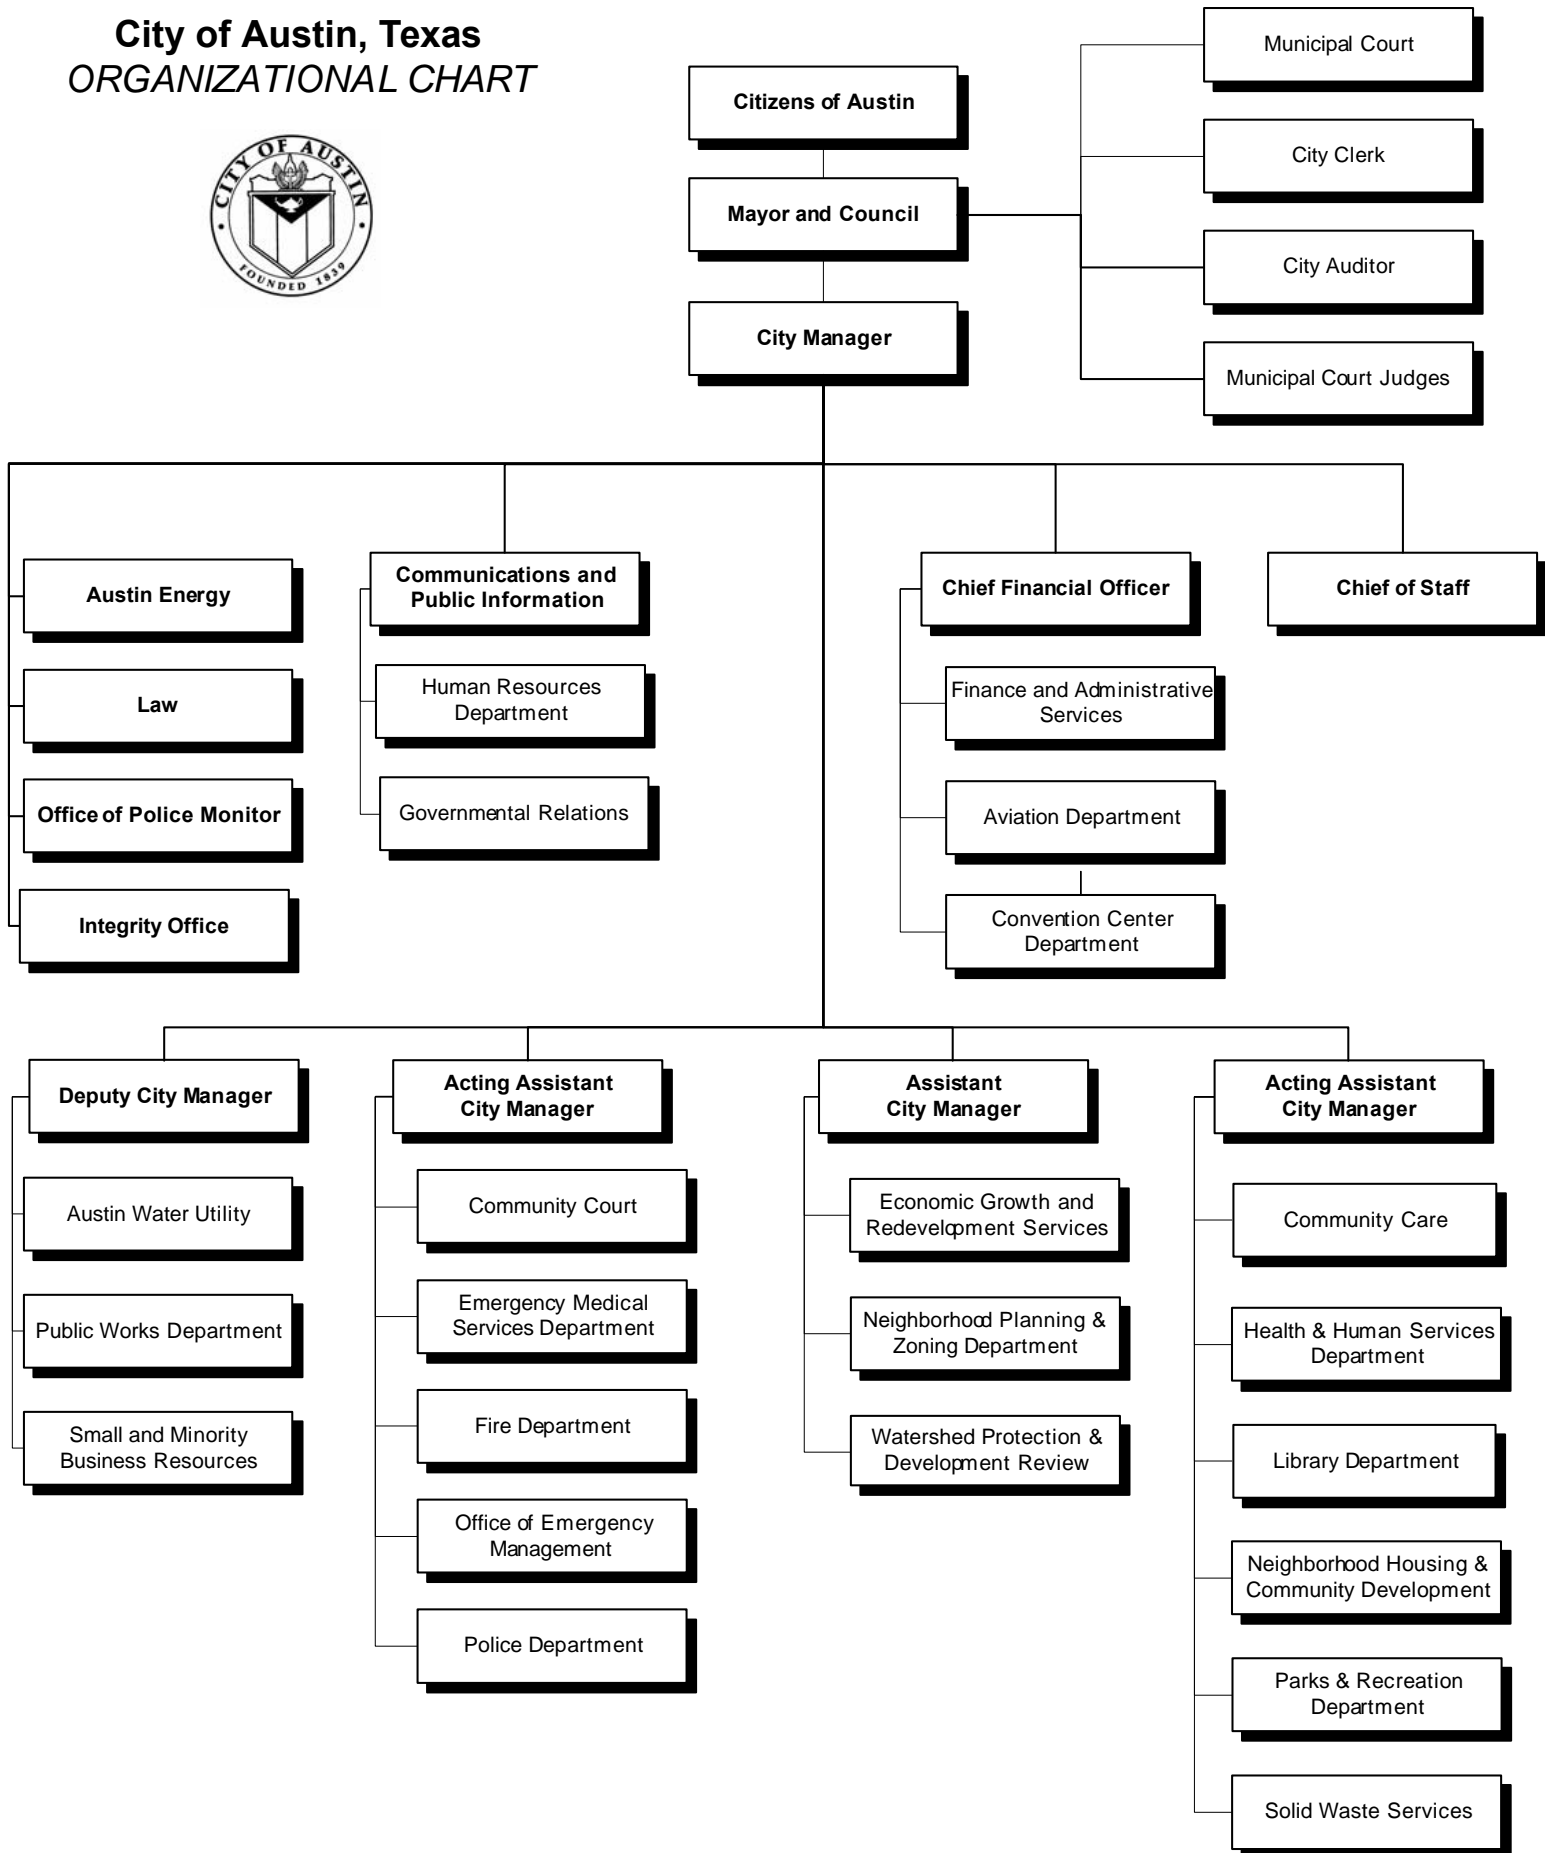 City of Austin, Texas
ORGANIZATIONAL CHART
CITY OF AUSTIN
FOUNDED 1839
Citizens of Austin
Mayor and Council
City Manager
Municipal Court
City Clerk
City Auditor
Municipal Court Judges
Austin Energy
Law
Office of Police Monitor
Integrity Office
Communications and
Public Information
Human Resources
Department
Governmental Relations
Chief Financial Officer
Finance and Administrative
Services
Aviation Department
Convention Center
Department
Chief of Staff
Deputy City Manager
Austin Water Utility
Public Works Department
Small and Minority
Business Resources
Acting Assistant
City Manager
Community Court
Emergency Medical
Services Department
Fire Department
Office of Emergency
Management
Police Department
Assistant
City Manager
Economic Growth and
Redevelopment Services
Neighborhood Planning &
Zoning Department
Watershed Protection &
Development Review
Acting Assistant
City Manager
Community Care
Health & Human Services
Department
Library Department
Neighborhood Housing &
Community Development
Parks & Recreation
Department
Solid Waste Services